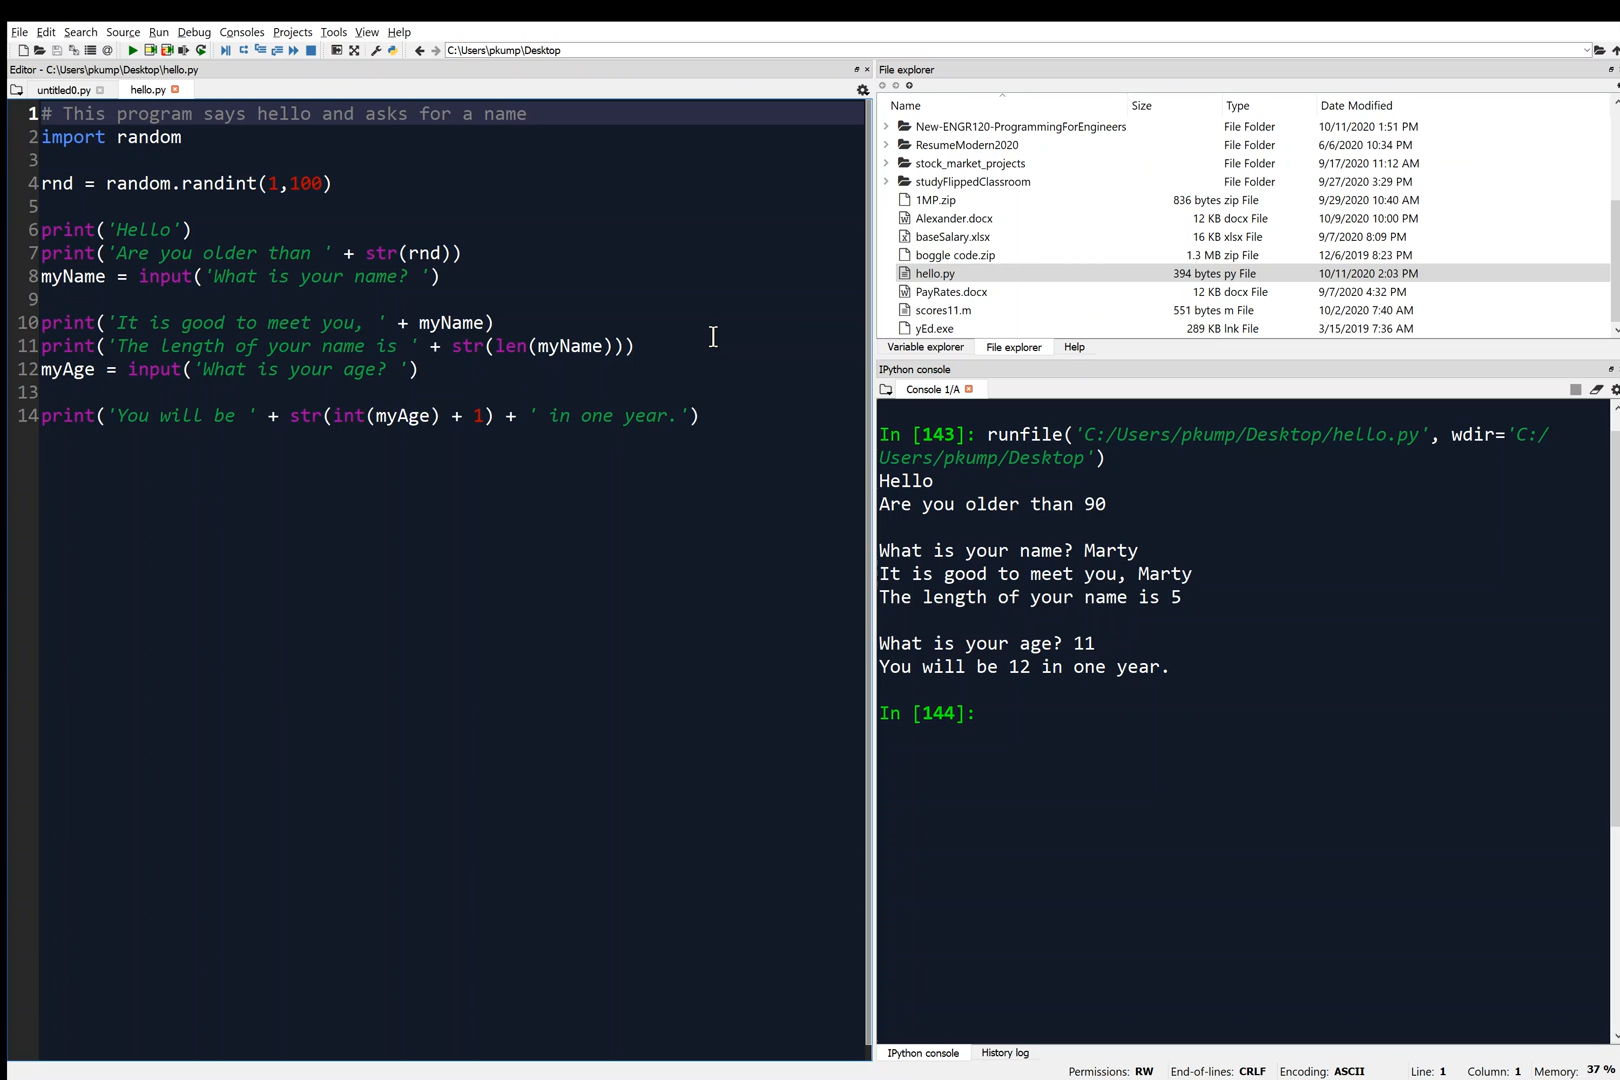 File Edit Search Source Run Debug Consoles Projects Tools View Help
C:\Users\pkump\Desktop
Editor - C:\Users\pkump\Desktop\hello.py
untitled0.py hello.py
1 # This program says hello and asks for a name
2 import random
3
4 rnd = random.randint(1,100)
5
6 print('Hello')
7 print('Are you older than ' + str(rnd))
8 myName = input('What is your name? ')
9
10 print('It is good to meet you, ' + myName)
11 print('The length of your name is ' + str(len(myName)))
12 myAge = input('What is your age? ')
13
14 print('You will be ' + str(int(myAge) + 1) + ' in one year.')
File explorer
Name Size Type Date Modified
New-ENGR120-ProgrammingForEngineers File Folder 10/11/2020 1:51 PM
ResumeModern2020 File Folder 6/6/2020 10:34 PM
stock_market_projects File Folder 9/17/2020 11:12 AM
studyFlippedClassroom File Folder 9/27/2020 3:29 PM
1MP.zip 836 bytes zip File 9/29/2020 10:40 AM
Alexander.docx 12 KB docx File 10/9/2020 10:00 PM
baseSalary.xlsx 16 KB xlsx File 9/7/2020 8:09 PM
boggle code.zip 1.3 MB zip File 12/6/2019 8:23 PM
hello.py 394 bytes py File 10/11/2020 2:03 PM
PayRates.docx 12 KB docx File 9/7/2020 4:32 PM
scores11.m 551 bytes m File 10/2/2020 7:40 AM
yEd.exe 289 KB lnk File 3/15/2019 7:36 AM
Variable explorer File explorer Help
IPython console
Console 1/A
In [143]: runfile('C:/Users/pkump/Desktop/hello.py', wdir='C:/
Users/pkump/Desktop')
Hello
Are you older than 90
What is your name? Marty
It is good to meet you, Marty
The length of your name is 5
What is your age? 11
You will be 12 in one year.
In [144]:
IPython console History log
Permissions: RW End-of-lines: CRLF Encoding: ASCII Line: 1 Column: 1 Memory: 37 %